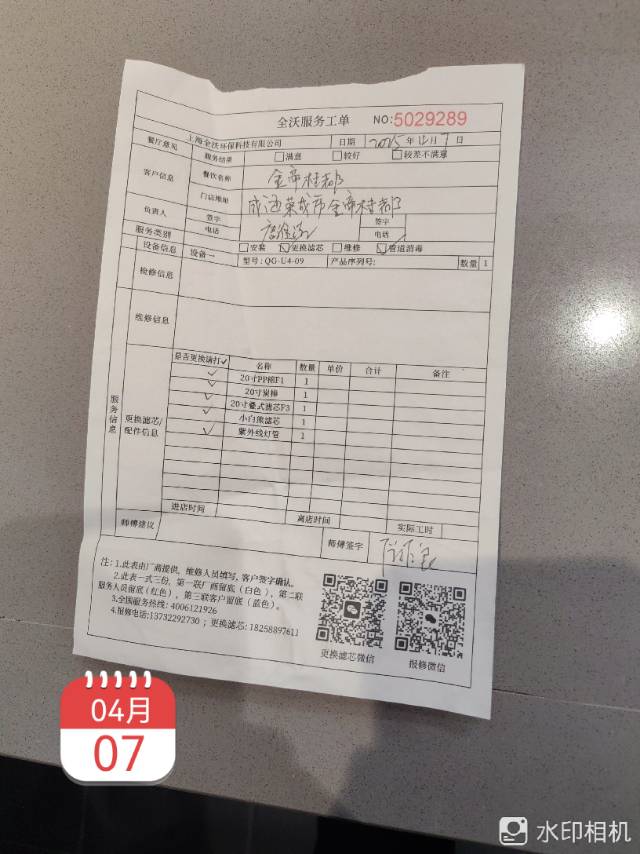 全沃服务工单 NO:5029289
上海全沃环保科技有限公司 日期 2025年 月7日
餐厅意见 服务结果 满意 较好 较差不满意
客户信息 餐饮名称 金帝桂都
门店地址 市金帝桂都
负责人 签字 签字
电话 电话
服务类别 安装 更换滤芯 维修 管道消毒
设备信息 设备一 型号: QG-U4-09 产品序列号: 数量 1
检修信息
维修信息
服务信息
更换滤芯/配件信息
是否更换请打✓ 名称 数量 单价 合计 备注
✓ 20寸PP棉F1 1
✓ 20寸炭棒 1
✓ 20寸叠式滤芯F3 1
✓ 小白熊滤芯 1
✓ 紫外线灯管 1
进店时间 离店时间 实际工时
师傅建议 师傅签字
注: 1.此表由厂商提供, 维修人员填写, 客户签字确认。
2.此表一式三份, 第一联厂商留底 (白色), 第二联
服务人员留底(红色), 第三联客户留底 (蓝色)。
3.全国服务热线: 4006121926
4.报修电话:13732292730 ; 更换滤芯: 18258897611
更换滤芯微信 报修微信
04月
07
水印相机